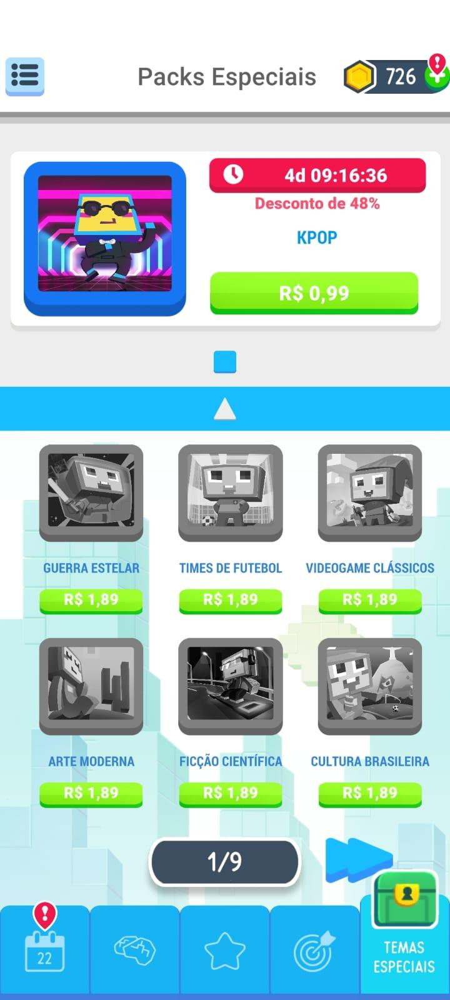 Packs Especiais
726
4d 09:16:36
Desconto de 48%
KPOP
R$ 0,99
GUERRA ESTELAR
TIMES DE FUTEBOL
VIDEOGAME CLÁSSICOS
R$ 1,89
R$ 1,89
R$ 1,89
ARTE MODERNA
FICÇÃO CIENTÍFICA
CULTURA BRASILEIRA
R$ 1,89
R$ 1,89
R$ 1,89
1/9
22
TEMAS
ESPECIAIS